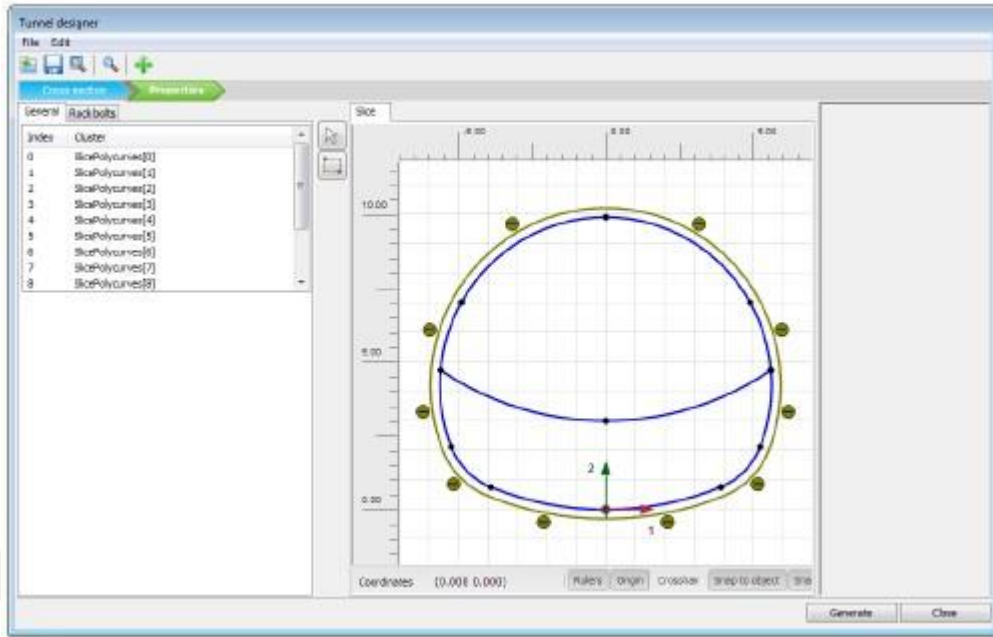 Tunnel designer
File Edit
Cross section Properties
General Rockbolts
Slice
Index Cluster
0 SlicePolycurves[0]
1 SlicePolycurves[1]
2 SlicePolycurves[2]
3 SlicePolycurves[3]
4 SlicePolycurves[4]
5 SlicePolycurves[5]
6 SlicePolycurves[6]
7 SlicePolycurves[7]
8 SlicePolycurves[8]
0.00
10.00
5.00
0.00
2
1
Coordinates (0.000 0.000) Rulers Origin Crosshair Snap to object Sna
Generate Close